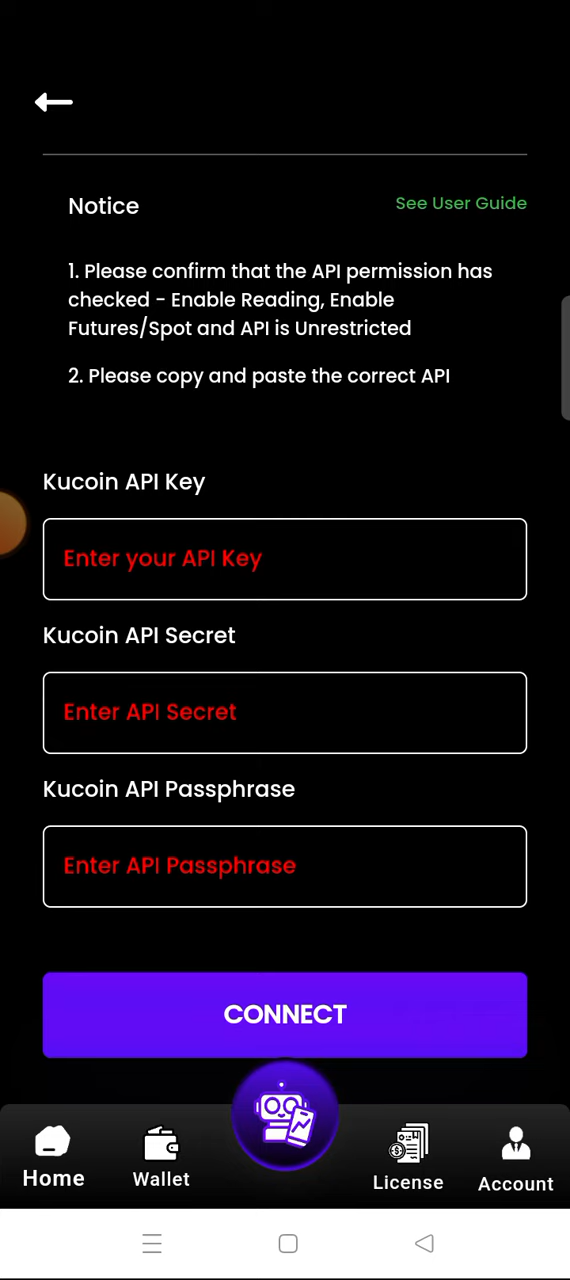 Notice
See User Guide
1. Please confirm that the API permission has
checked - Enable Reading, Enable
Futures/Spot and API is Unrestricted
2. Please copy and paste the correct API
Kucoin API Key
Enter your API Key
Kucoin API Secret
Enter API Secret
Kucoin API Passphrase
Enter API Passphrase
CONNECT
Home
Wallet
License
Account